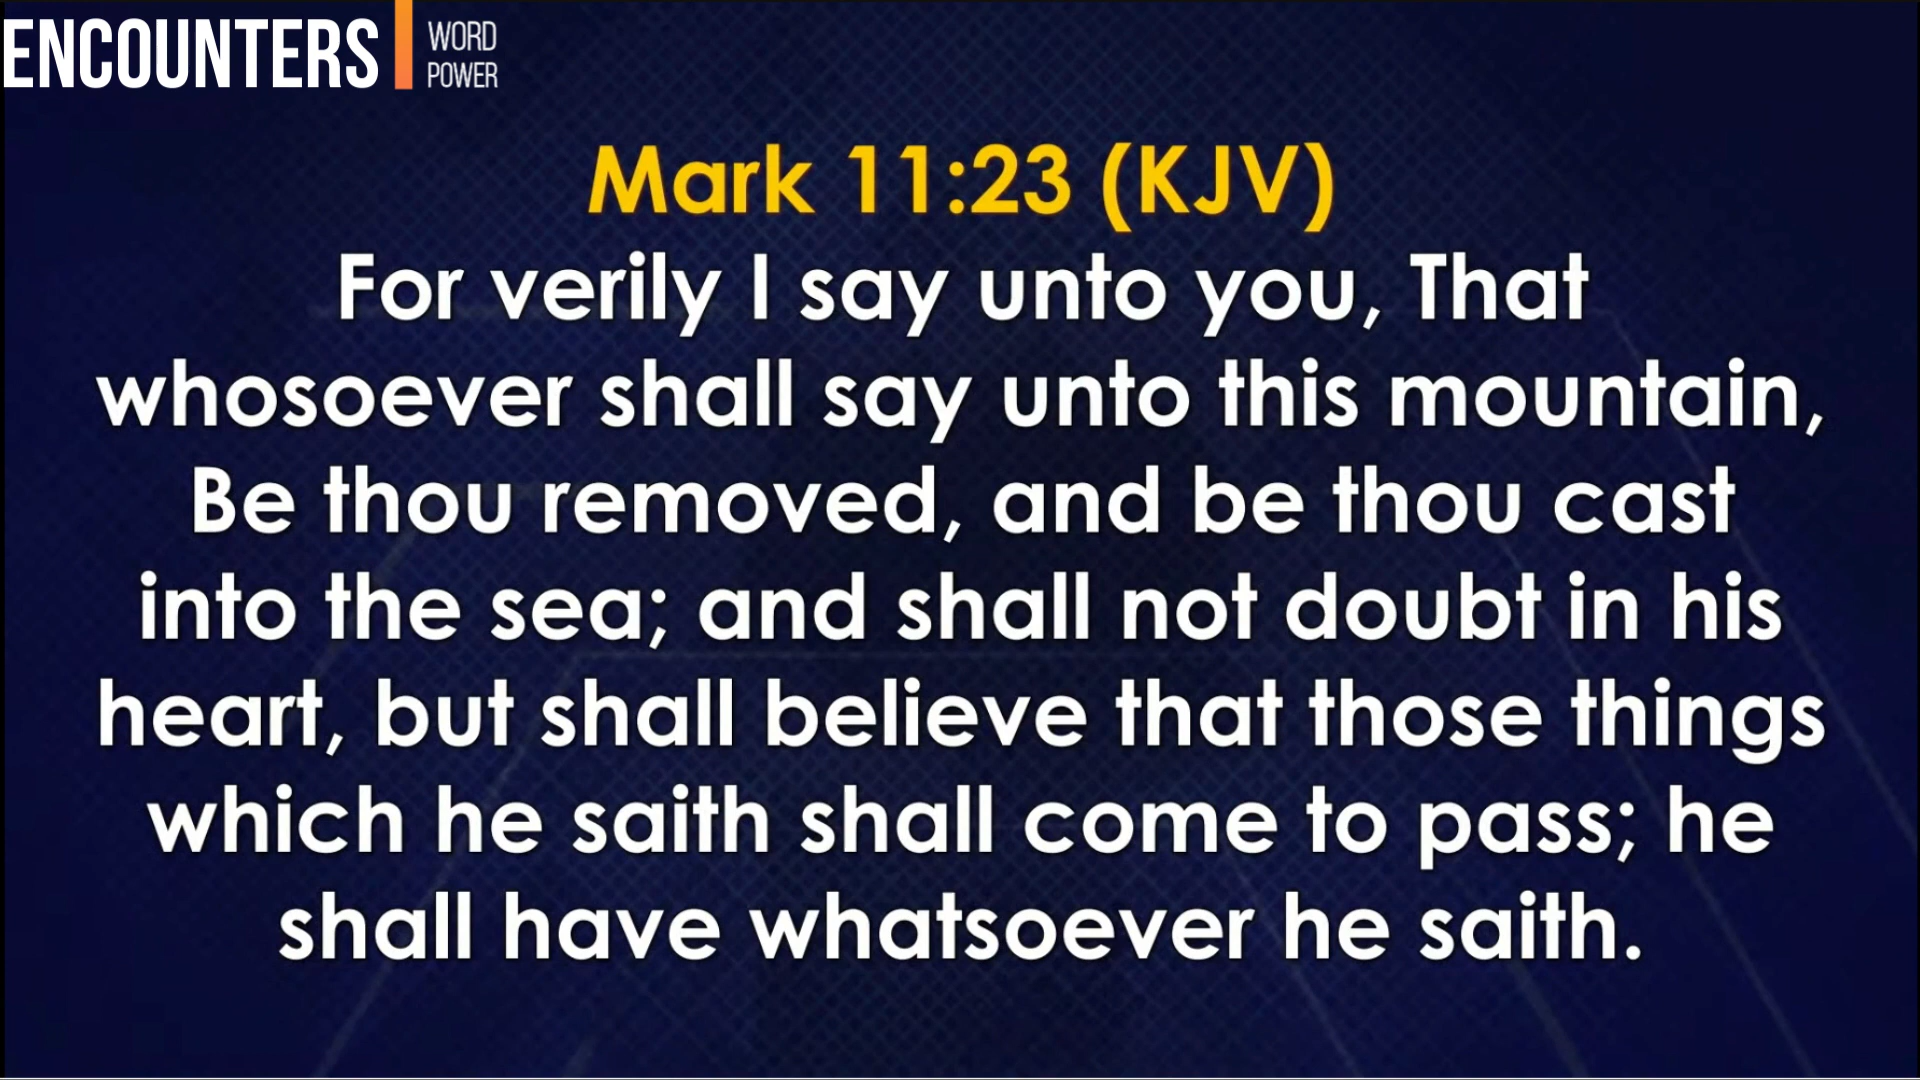 ENCOUNTERS
WORD
POWER
Mark 11:23 (KJV)
For verily I say unto you, That
whosoever shall say unto this mountain,
Be thou removed, and be thou cast
into the sea; and shall not doubt in his
heart, but shall believe that those things
which he saith shall come to pass; he
shall have whatsoever he saith.